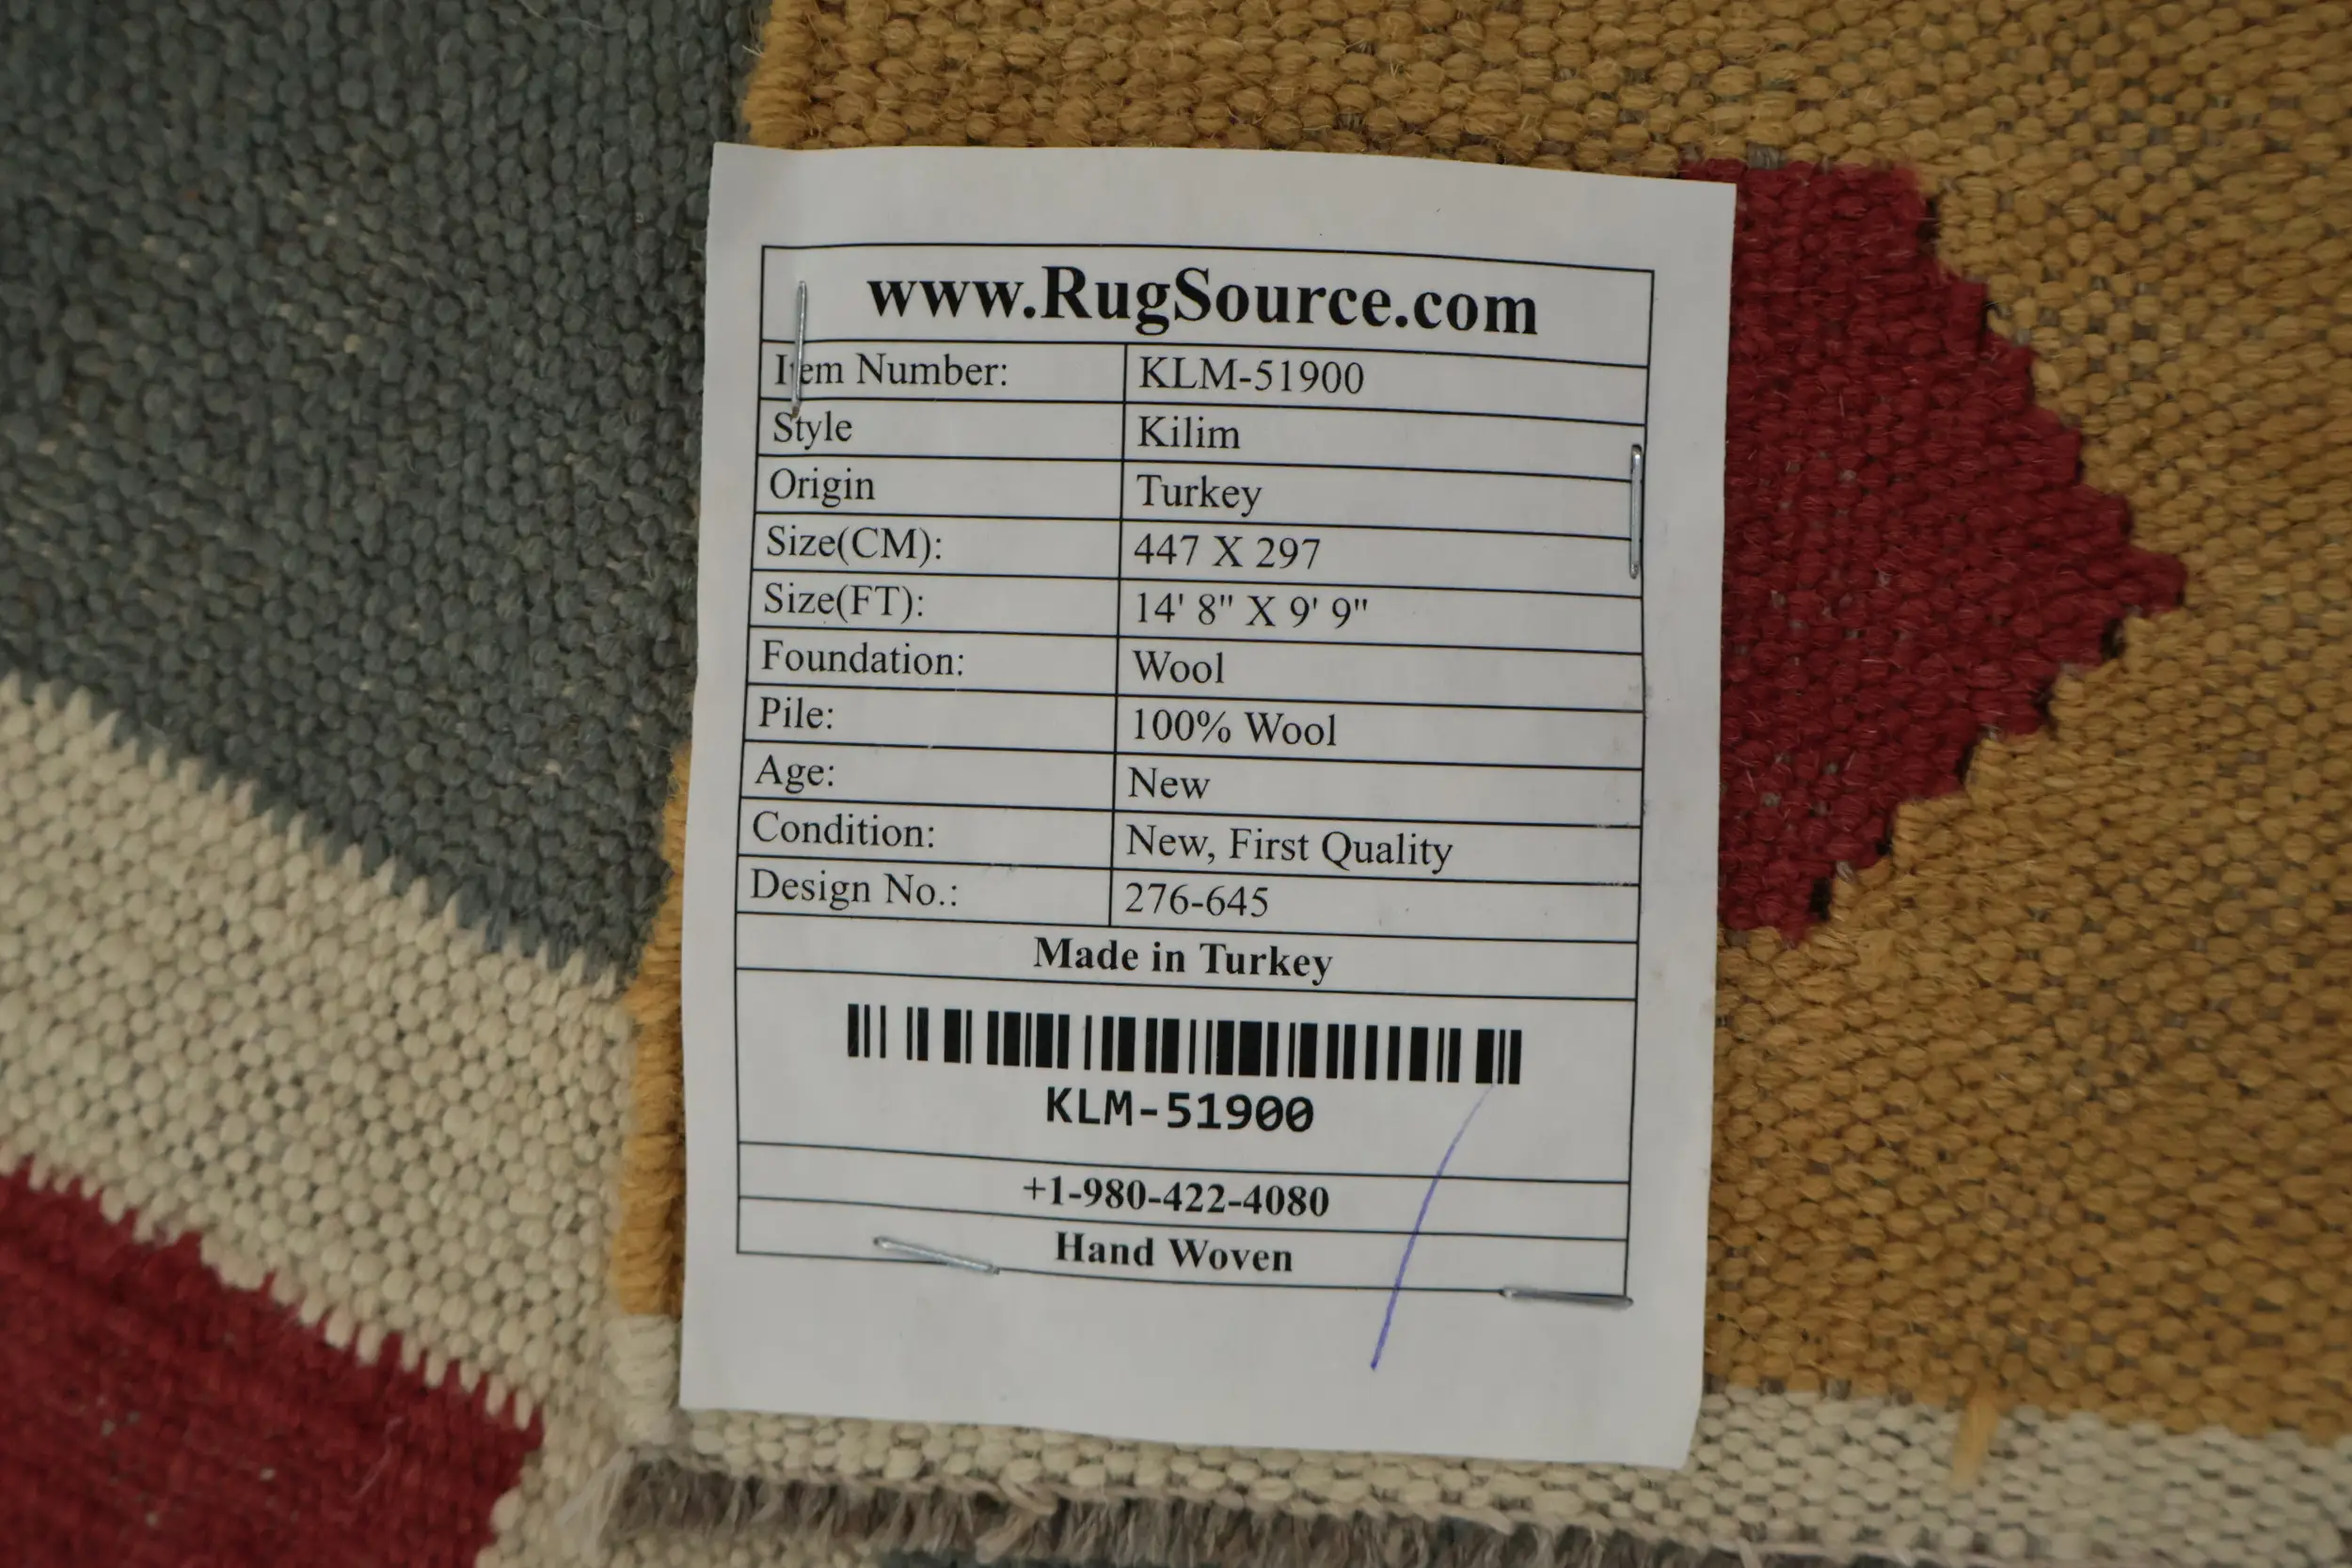 www.RugSource.com
Item Number: KLM-51900
Style Kilim
Origin Turkey
Size(CM): 447 X 297
Size(FT): 14' 8" X 9' 9"
Foundation: Wool
Pile: 100% Wool
Age: New
Condition: New, First Quality
Design No.: 276-645
Made in Turkey
KLM-51900
+1-980-422-4080
Hand Woven